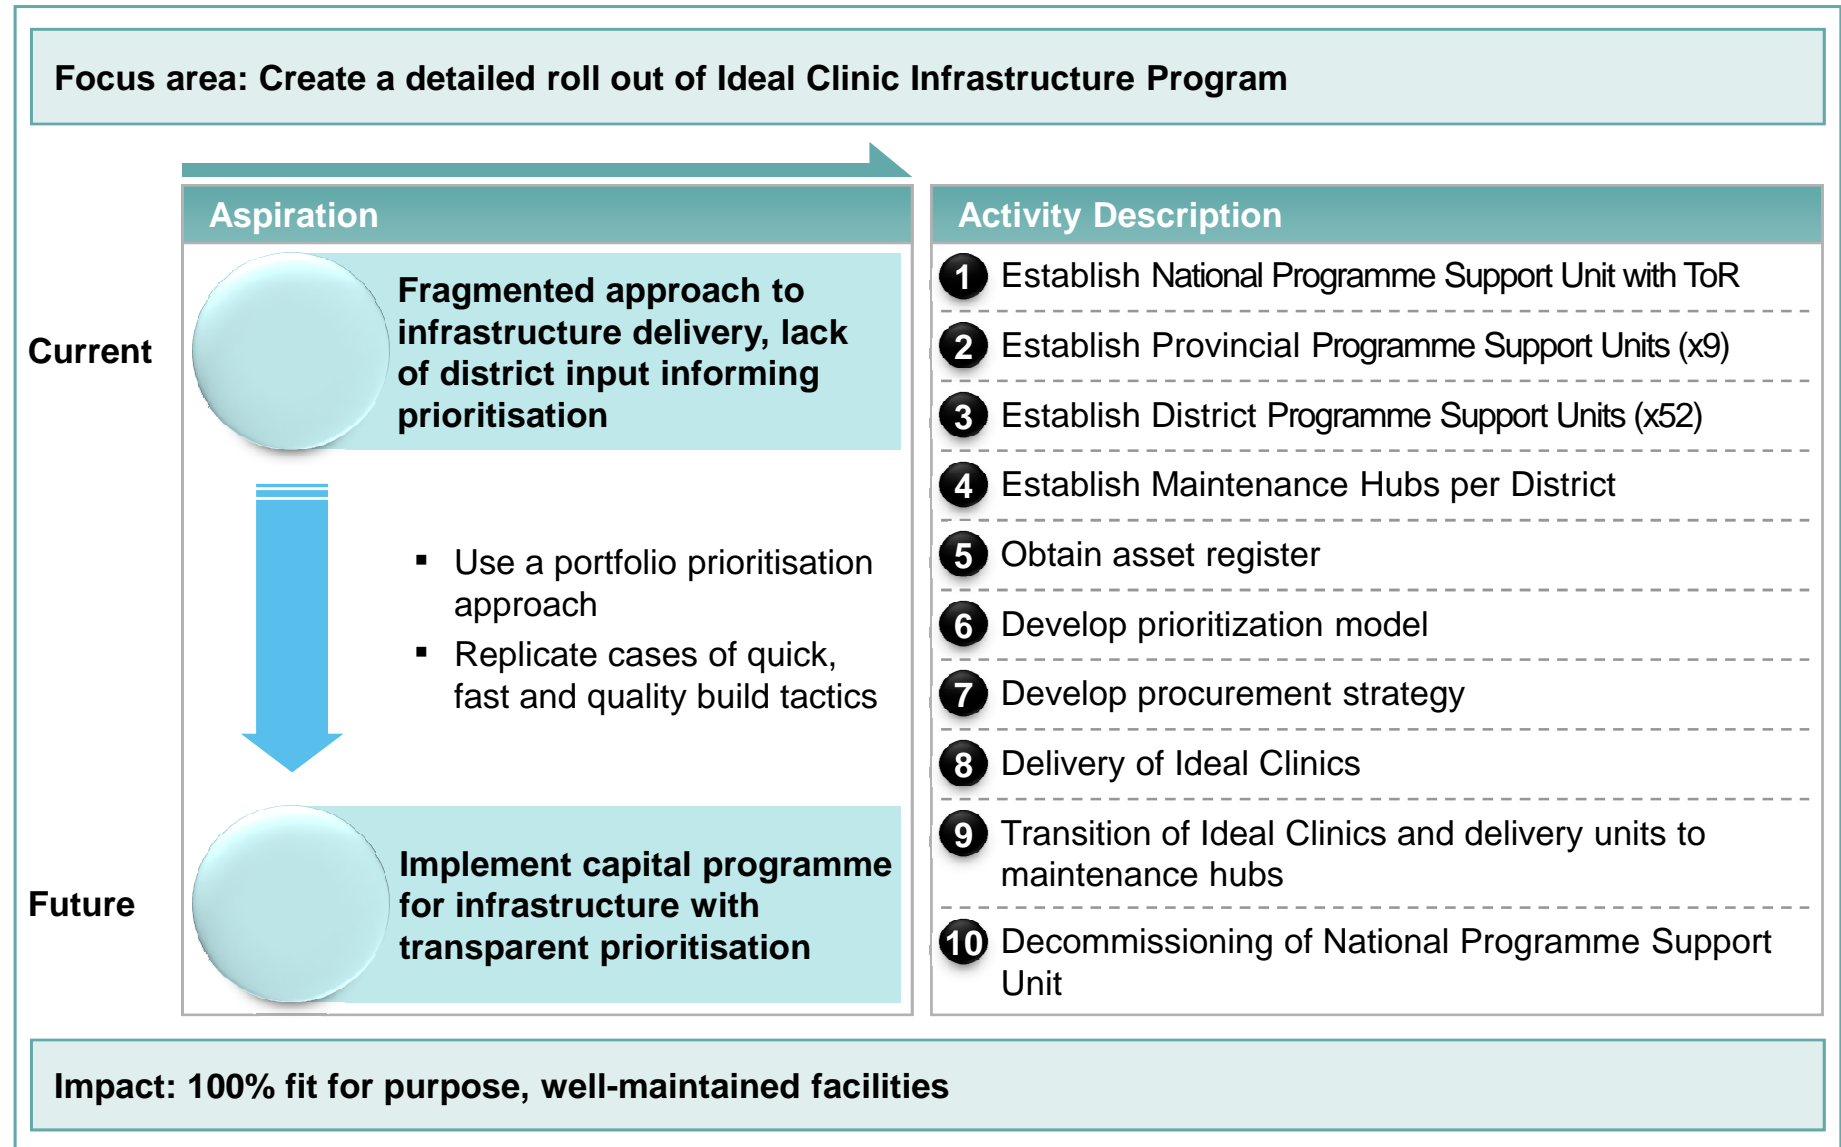 Focus area: Create a detailed roll out of Ideal Clinic Infrastructure Program
Aspiration
Current
Fragmented approach to
infrastructure delivery, lack
of district input informing
prioritisation
▪ Use a portfolio prioritisation
approach
▪ Replicate cases of quick,
fast and quality build tactics
Future
Implement capital programme
for infrastructure with
transparent prioritisation
Activity Description
1 Establish National Programme Support Unit with ToR
2 Establish Provincial Programme Support Units (x9)
3 Establish District Programme Support Units (x52)
4 Establish Maintenance Hubs per District
5 Obtain asset register
6 Develop prioritization model
7 Develop procurement strategy
8 Delivery of Ideal Clinics
9 Transition of Ideal Clinics and delivery units to
maintenance hubs
10 Decommissioning of National Programme Support
Unit
Impact: 100% fit for purpose, well-maintained facilities